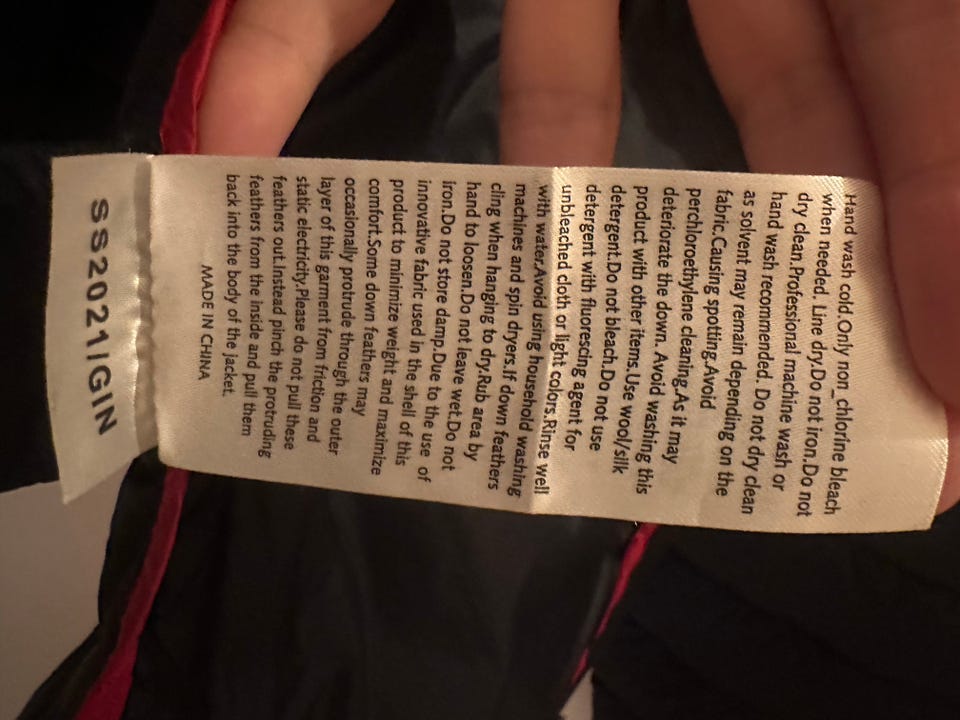 Hand wash cold.Only non_chlorine bleach
when needed. Line dry.Do not iron.Do not
dry clean.Professional machine wash or
hand wash recommended. Do not dry clean
as solvent may remain depending on the
fabric.Causing spotting.Avoid
perchloroethylene cleaning.As it may
deteriorate the down. Avoid washing this
product with other items.Use wool/silk
detergent.Do not bleach.Do not use
detergent with fluorescing agent for
unbleached cloth or light colors.Rinse well
with water.Avoid using household washing
machines and spin dryers.If down feathers
cling when hanging to dry.Rub area by
hand to loosen.Do not leave wet.Do not
iron.Do not store damp.Due to the use of
innovative fabric used in the shell of this
product to minimize weight and maximize
comfort.Some down feathers may
occasionally protrude through the outer
layer of this garment from friction and
static electricity.Please do not pull these
feathers out.Instead pinch the protruding
feathers from the inside and pull them
back into the body of the jacket.
MADE IN CHINA
SS2021/GIN